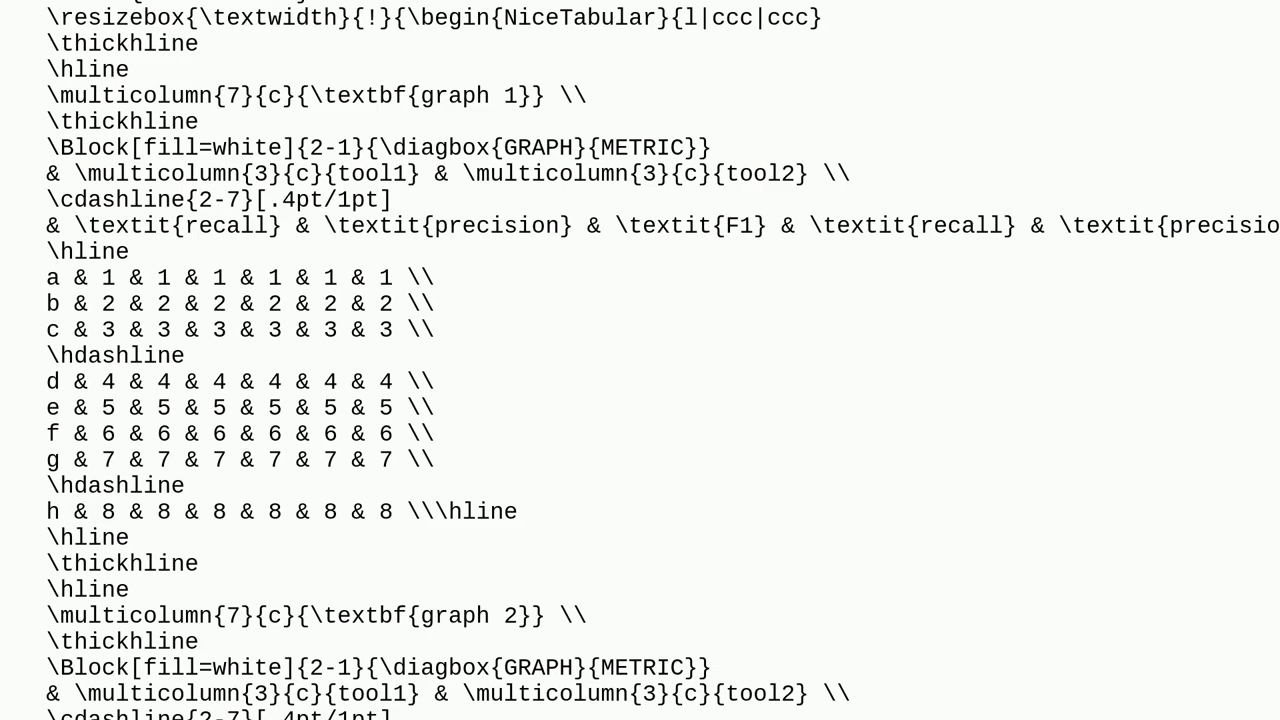 \resizebox{\textwidth}{!}{\begin{NiceTabular}{l|ccc|ccc}
\thickhline
\hline
\multicolumn{7}{c}{\textbf{graph 1}} \\
\thickhline
\Block[fill=white]{2-1}{\diagbox{GRAPH}{METRIC}}
& \multicolumn{3}{c}{tool1} & \multicolumn{3}{c}{tool2} \\
\cdashline{2-7}[.4pt/1pt]
& \textit{recall} & \textit{precision} & \textit{F1} & \textit{recall} & \textit{precisio
\hline
a & 1 & 1 & 1 & 1 & 1 & 1 \\
b & 2 & 2 & 2 & 2 & 2 & 2 \\
c & 3 & 3 & 3 & 3 & 3 & 3 \\
\hdashline
d & 4 & 4 & 4 & 4 & 4 & 4 \\
e & 5 & 5 & 5 & 5 & 5 & 5 \\
f & 6 & 6 & 6 & 6 & 6 & 6 \\
g & 7 & 7 & 7 & 7 & 7 & 7 \\
\hdashline
h & 8 & 8 & 8 & 8 & 8 & 8 \\\hline
\hline
\thickhline
\hline
\multicolumn{7}{c}{\textbf{graph 2}} \\
\thickhline
\Block[fill=white]{2-1}{\diagbox{GRAPH}{METRIC}}
& \multicolumn{3}{c}{tool1} & \multicolumn{3}{c}{tool2} \\
\cdashline{2-7}[.4pt/1pt]